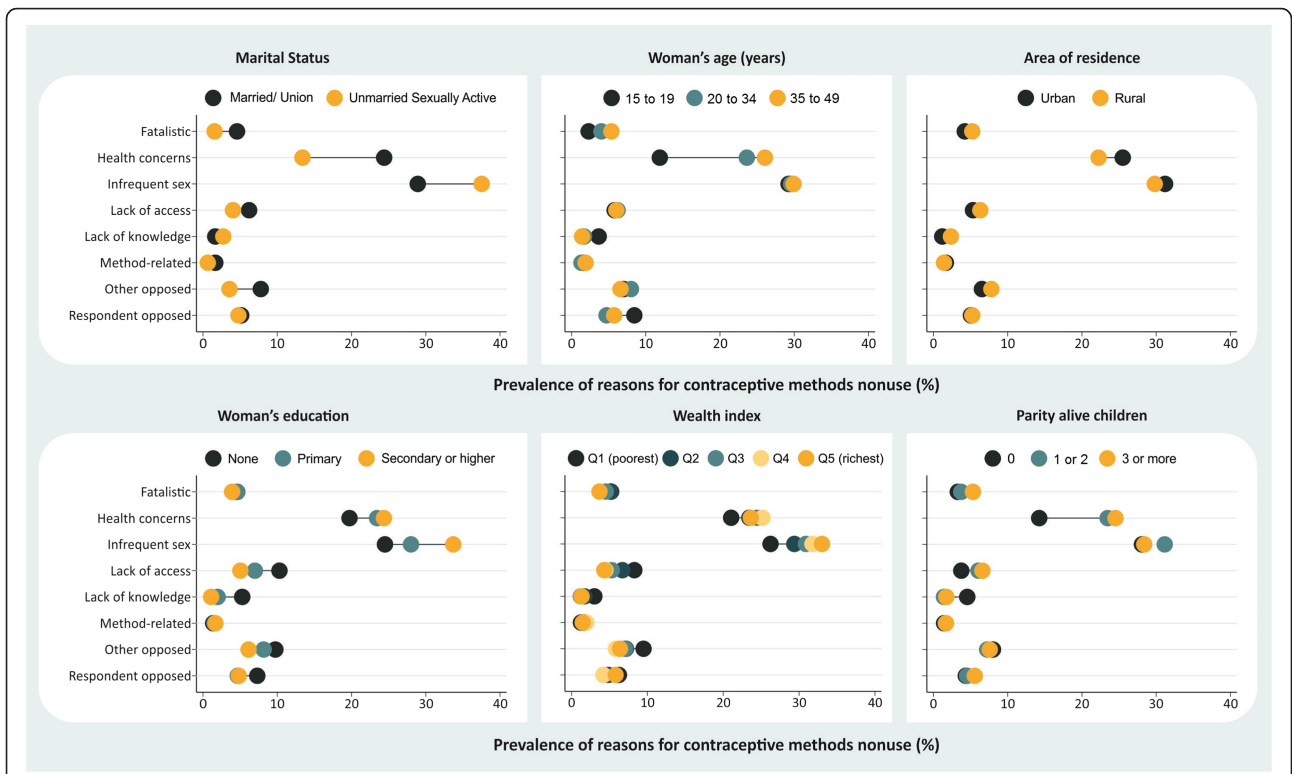 Marital Status
Married/ Union Unmarried Sexually Active
Fatalistic
Health concerns
Infrequent sex
Lack of access
Lack of knowledge
Method-related
Other opposed
Respondent opposed
0 10 20 30 40
Woman's age (years)
15 to 19 20 to 34 35 to 49
0 10 20 30 40
Area of residence
Urban Rural
0 10 20 30 40
Prevalence of reasons for contraceptive methods nonuse (%)
Woman's education
None Primary Secondary or higher
Fatalistic
Health concerns
Infrequent sex
Lack of access
Lack of knowledge
Method-related
Other opposed
Respondent opposed
0 10 20 30 40
Wealth index
Q1 (poorest) Q2 Q3 Q4 Q5 (richest)
0 10 20 30 40
Parity alive children
0 1 or 2 3 or more
0 10 20 30 40
Prevalence of reasons for contraceptive methods nonuse (%)